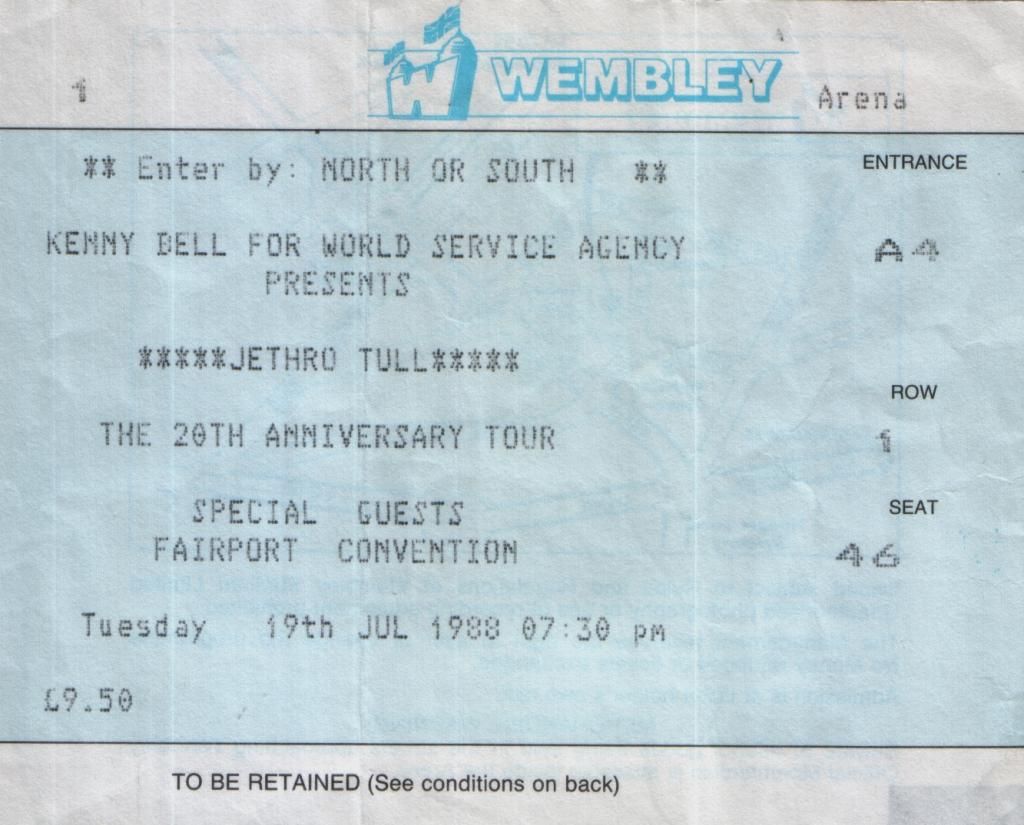 1
W WEMBLEY Arena
** Enter by: NORTH OR SOUTH **
ENTRANCE
KENNY BELL FOR WORLD SERVICE AGENCY
A4
PRESENTS
*****JETHRO TULL*****
ROW
THE 20TH ANNIVERSARY TOUR
1
SPECIAL GUESTS
SEAT
FAIRPORT CONVENTION
46
Tuesday 19th JUL 1988 07:30 pm
£9.50
TO BE RETAINED (See conditions on back)